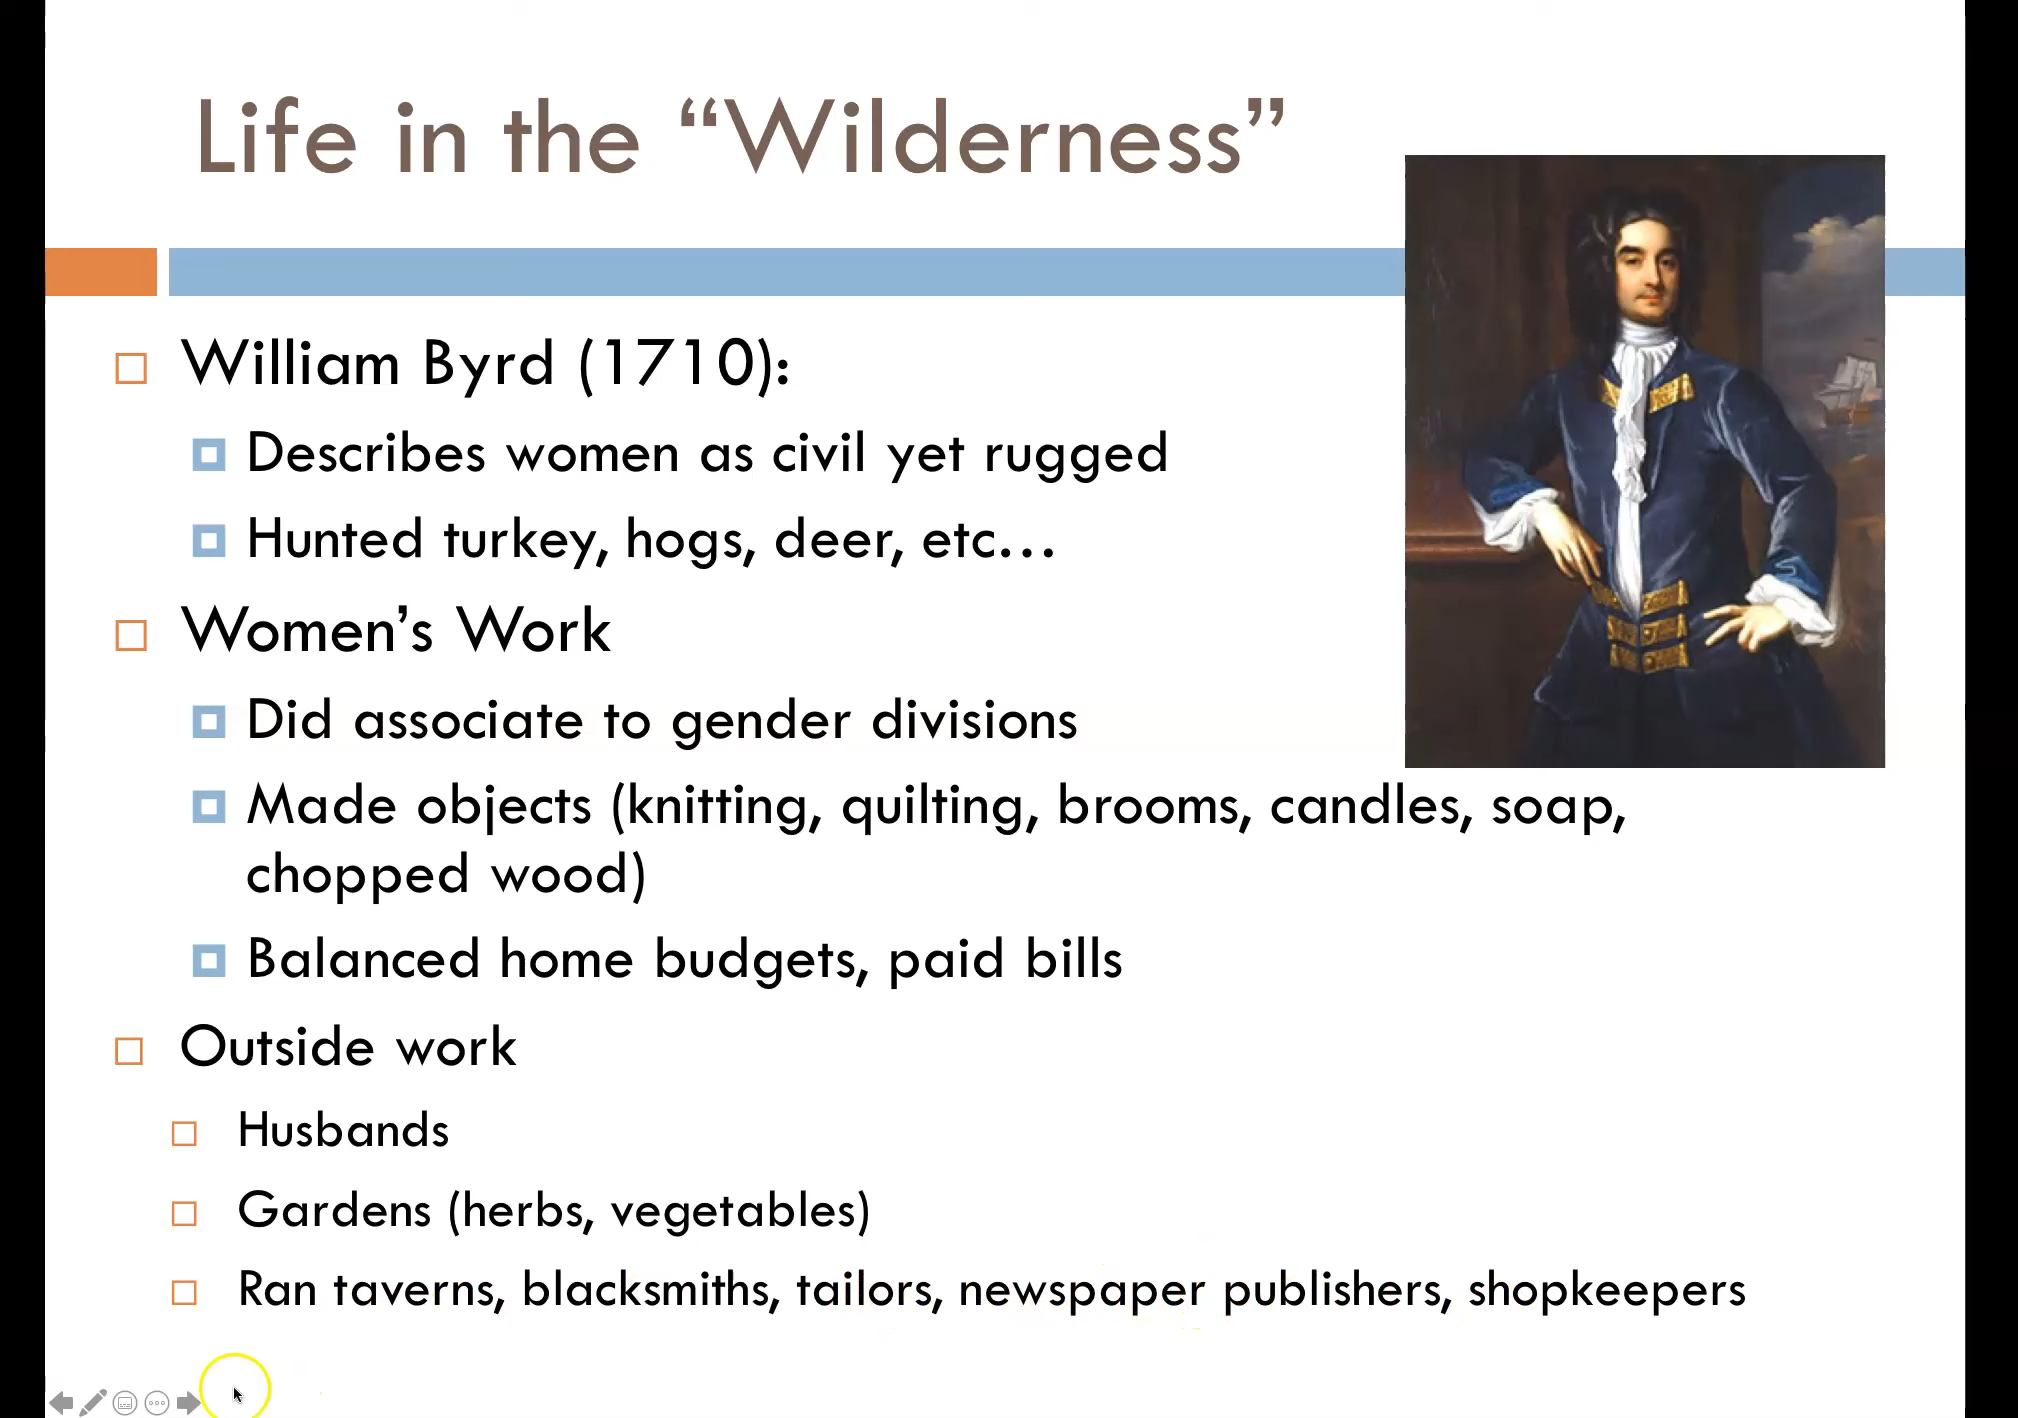 Life in the “Wilderness”
William Byrd (1710):
Describes women as civil yet rugged
Hunted turkey, hogs, deer, etc…
Women’s Work
Did associate to gender divisions
Made objects (knitting, quilting, brooms, candles, soap,
chopped wood)
Balanced home budgets, paid bills
Outside work
Husbands
Gardens (herbs, vegetables)
Ran taverns, blacksmiths, tailors, newspaper publishers, shopkeepers